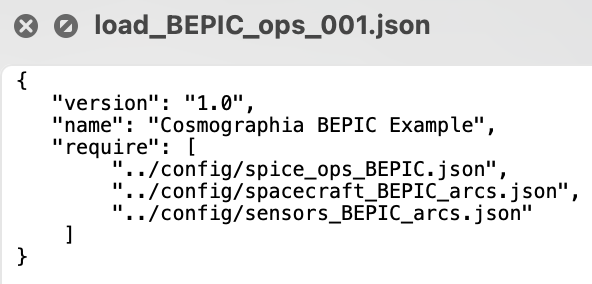 load_BEPIC_ops_001.json
{
"version": "1.0",
"name": "Cosmographia BEPIC Example",
"require": [
"../config/spice_ops_BEPIC.json",
"../config/spacecraft_BEPIC_arcs.json",
"../config/sensors_BEPIC_arcs.json"
]
}